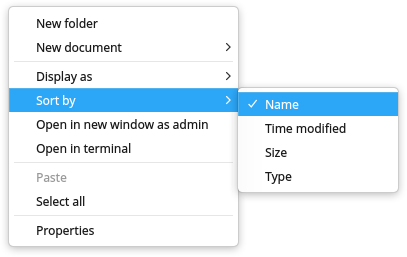 New folder
New document
Display as
Sort by
Open in new window as admin
Open in terminal
Paste
Select all
Properties
Name
Time modified
Size
Type